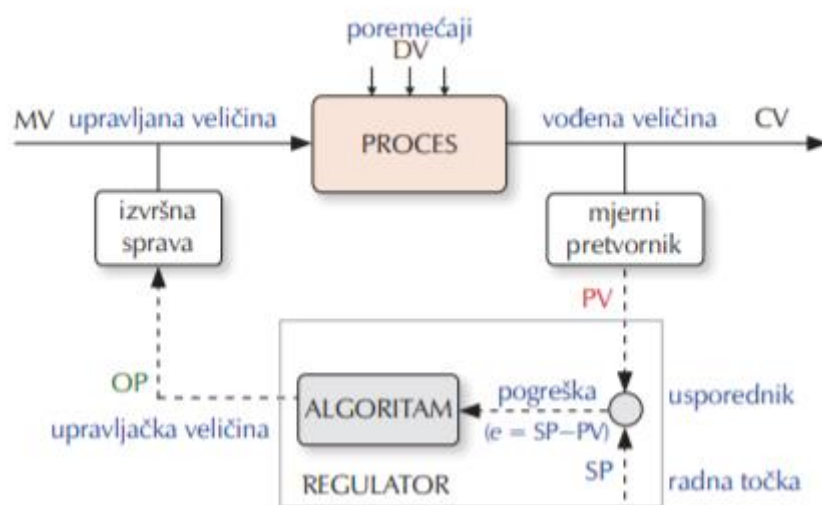 poremećaji
DV
MV upravljana veličina
PROCES
vođena veličina CV
izvršna
sprava
mjerni
pretvornik
PV
OP
ALGORITAM
pogreška
(e = SP−PV)
usporednik
upravljačka veličina
SP
REGULATOR
radna točka